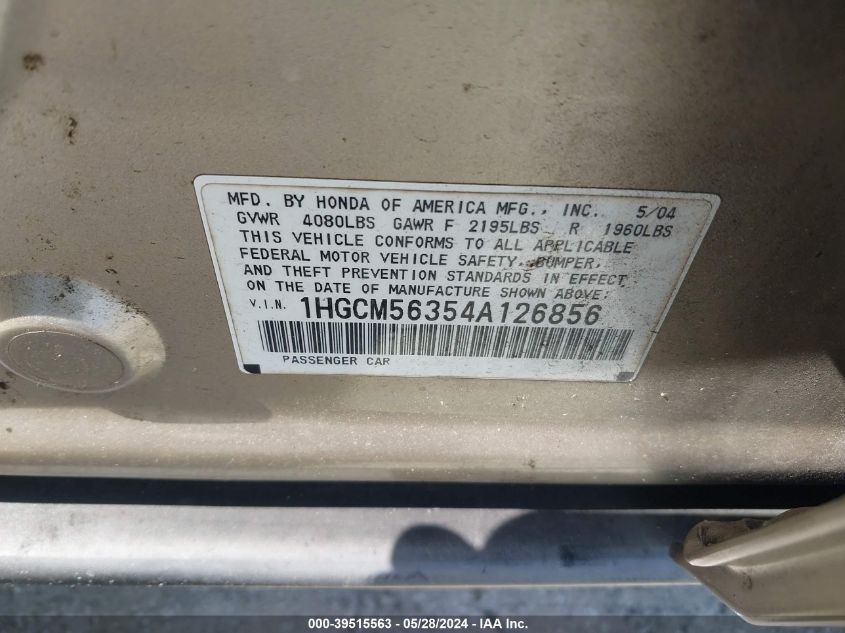 MFD. BY HONDA OF AMERICA MFG., INC. 5/04
GVWR 4080LBS GAWR F 2195LBS R 1960LBS
THIS VEHICLE CONFORMS TO ALL APPLICABLE
FEDERAL MOTOR VEHICLE SAFETY, BUMPER,
AND THEFT PREVENTION STANDARDS IN EFFECT
ON THE DATE OF MANUFACTURE SHOWN ABOVE:
V.I.N. 1HGCM56354A126856
PASSENGER CAR
000-39515563 / 05/28/2024 - IAA Inc.